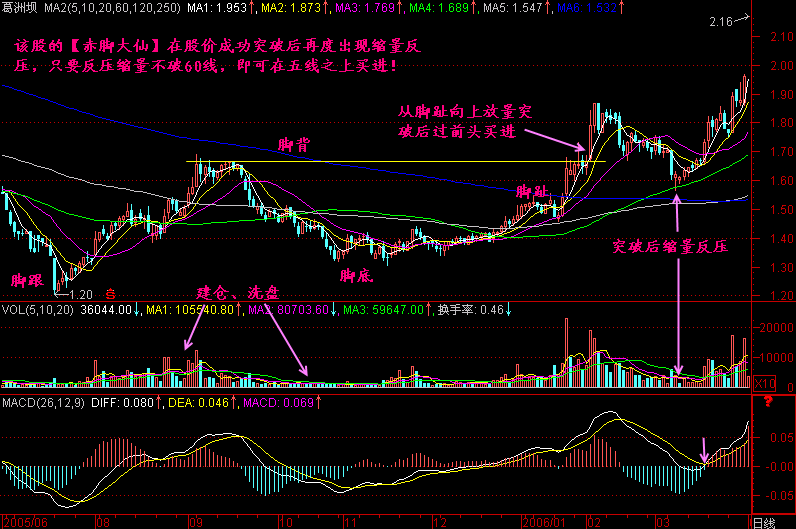 葛洲坝 MA2(5,10,20,60,120,250) MA1: 1.953↑, MA2: 1.873↑, MA3: 1.769↑, MA4: 1.689↑, MA5: 1.547↑, MA6: 1.532↑
2.16
该股的【赤脚大仙】在股价成功突破后再度出现缩量反
压，只要反压缩量不破60线，即可在五线之上买进！
2.10
2.00
1.90
1.80
1.70
1.60
1.50
1.40
1.30
1.20
从脚趾向上放量突
破后过前头买进
脚背
脚趾
突破后缩量反压
脚跟
脚底
1.20
建仓、洗盘
VOL(5,10,20) 36044.00↓, MA1: 105540.80↑, MA2: 80703.60↓, MA3: 59647.00↑, 换手率: 0.46↓
20000
10000
X10
MACD(26,12,9) DIFF: 0.080↑, DEA: 0.046↑, MACD: 0.069↑
?
0.05
-0.00
-0.05
2005/06 08 09 10 11 12 2006/01 02 03 日线